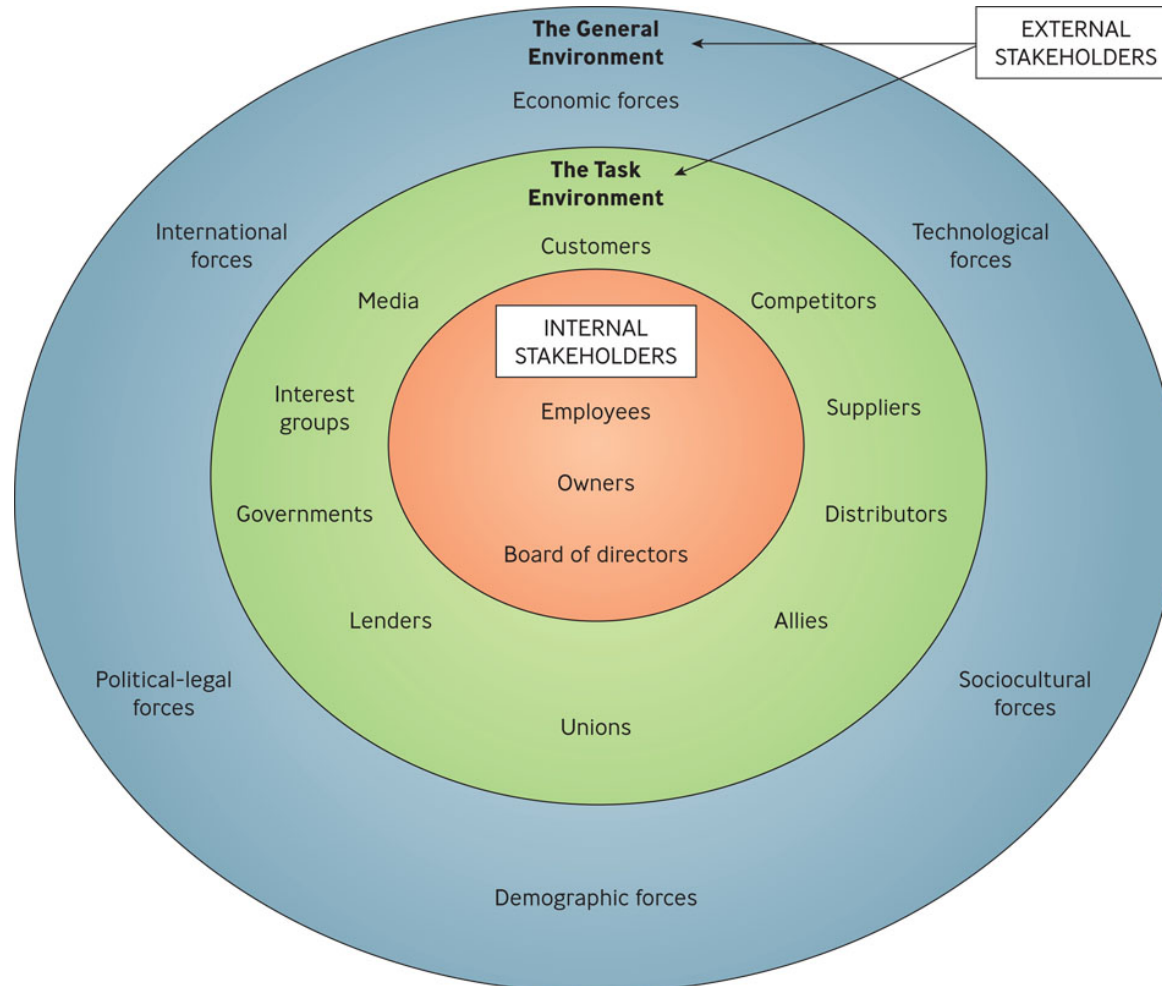 The General
Environment
EXTERNAL
STAKEHOLDERS
Economic forces
The Task
Environment
International
forces
Technological
forces
Customers
Media
Competitors
INTERNAL
STAKEHOLDERS
Interest
groups
Employees
Suppliers
Owners
Governments
Distributors
Board of directors
Lenders
Allies
Political-legal
forces
Sociocultural
forces
Unions
Demographic forces